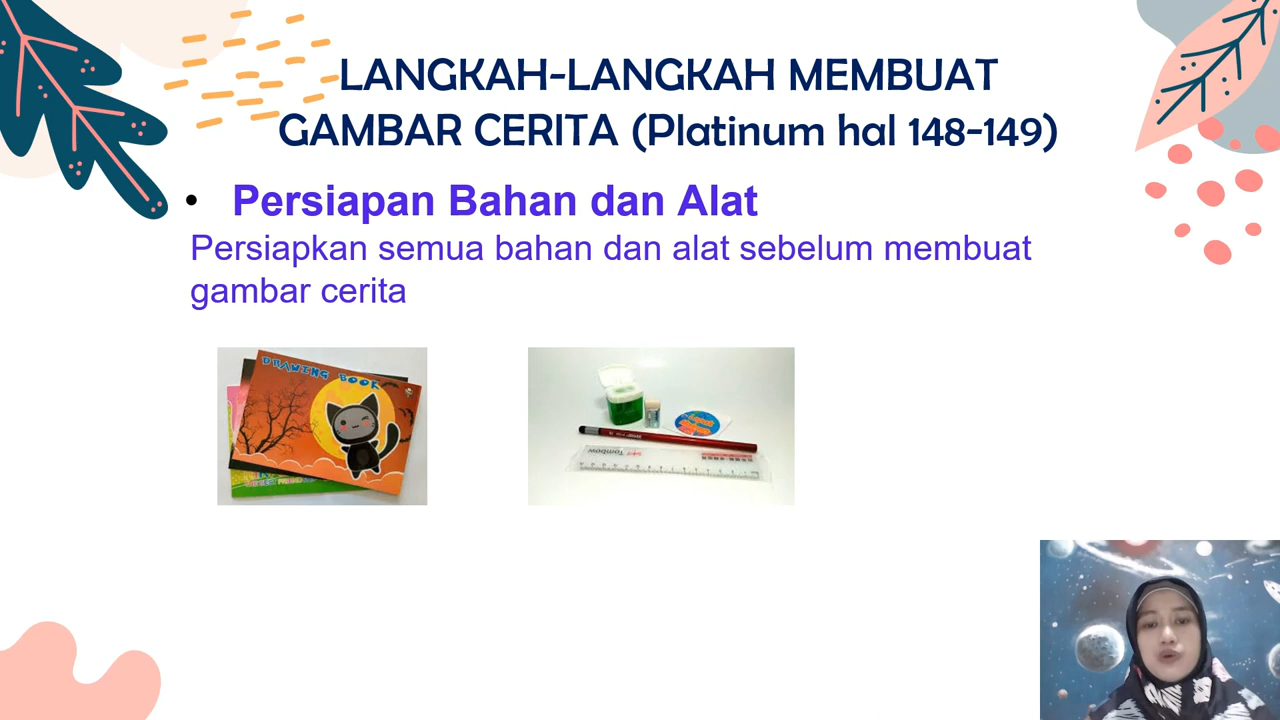 LANGKAH-LANGKAH MEMBUAT
GAMBAR CERITA (Platinum hal 148-149)
• Persiapan Bahan dan Alat
Persiapkan semua bahan dan alat sebelum membuat
gambar cerita
DRAWING BOOK
Tombow